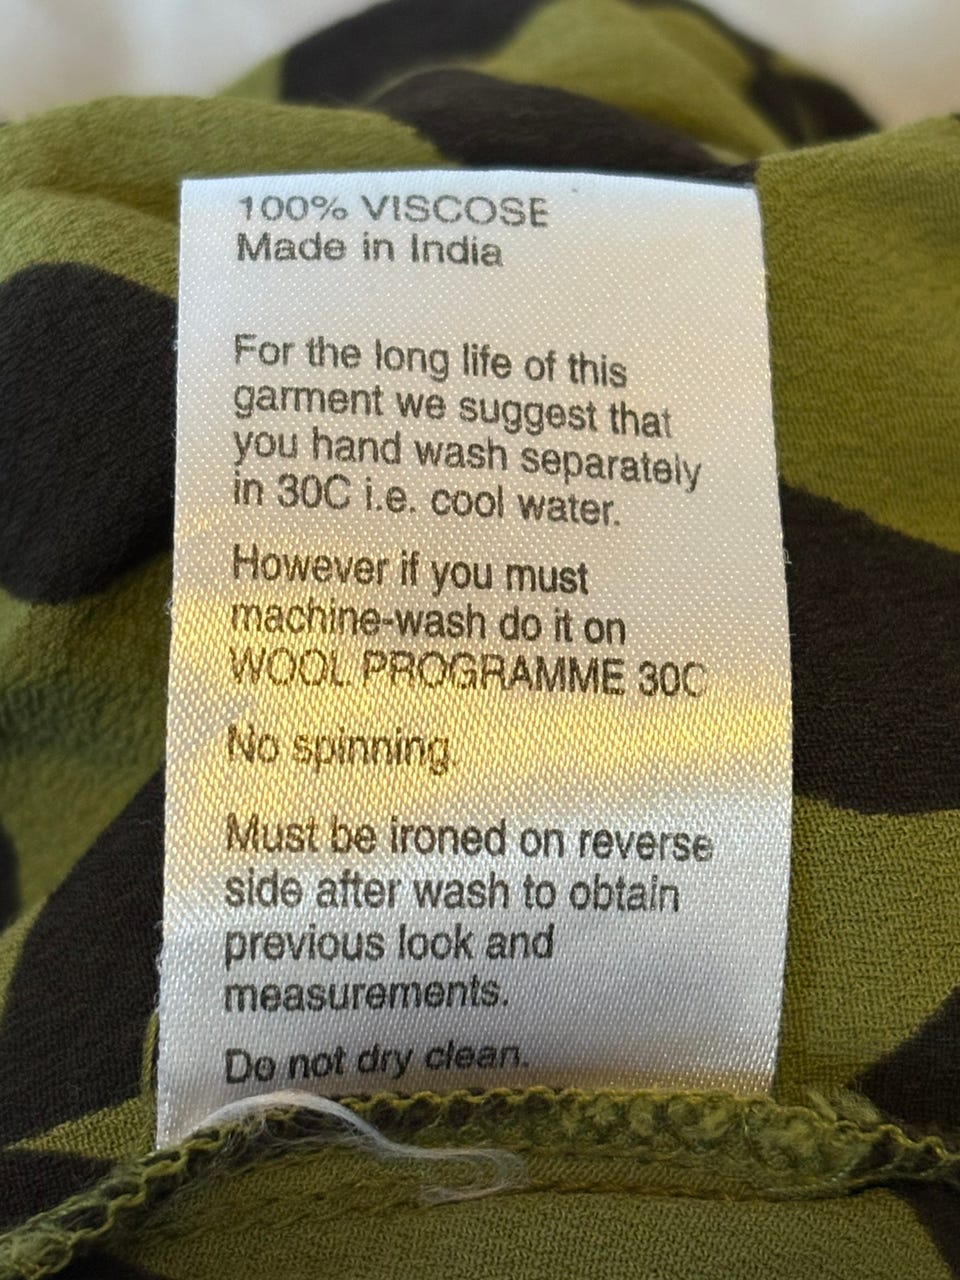 100% VISCOSE
Made in India
For the long life of this
garment we suggest that
you hand wash separately
in 30C i.e. cool water.
However if you must
machine-wash do it on
WOOL PROGRAMME 30C
No spinning.
Must be ironed on reverse
side after wash to obtain
previous look and
measurements.
Do not dry clean.